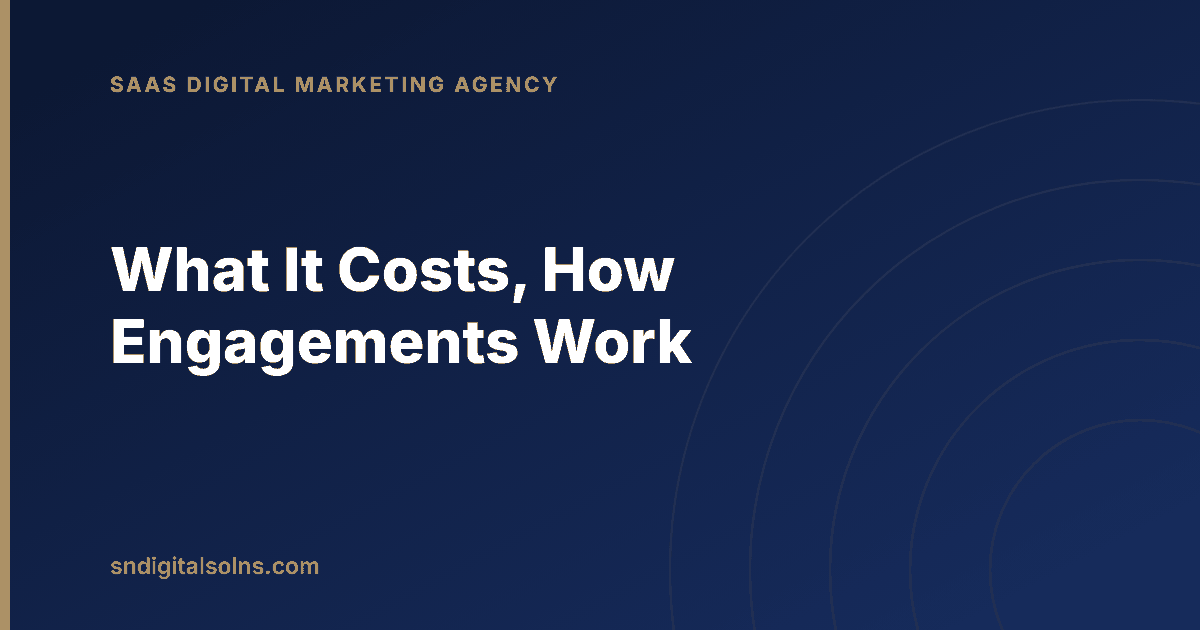 SAAS DIGITAL MARKETING AGENCY
What It Costs, How
Engagements Work
sndigitalsolns.com